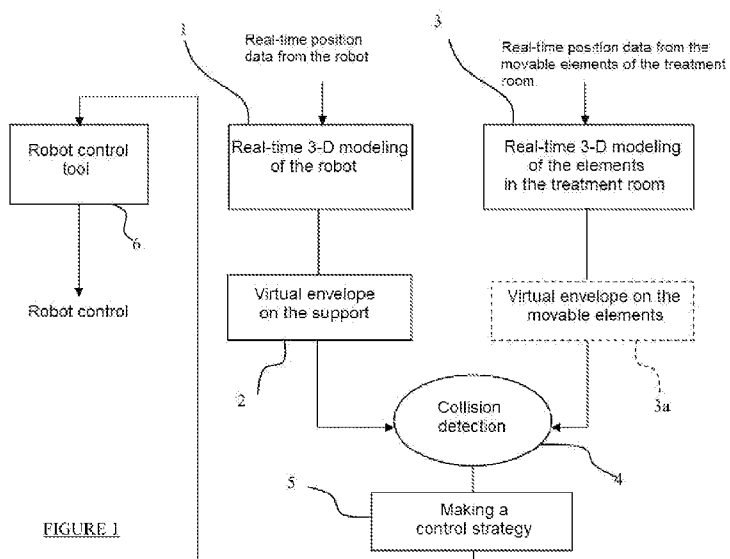 1
Real-time position
data from the robot
3
Real-time position data from the
movable elements of the treatment
room
Robot control
tool
6
Robot control
Real-time 3-D modeling
of the robot
Real-time 3-D modeling
of the elements
in the treatment room
Virtual envelope
on the support
2
Virtual envelope on the
movable elements
3a
Collision
detection
4
5
Making a
control strategy
FIGURE 1